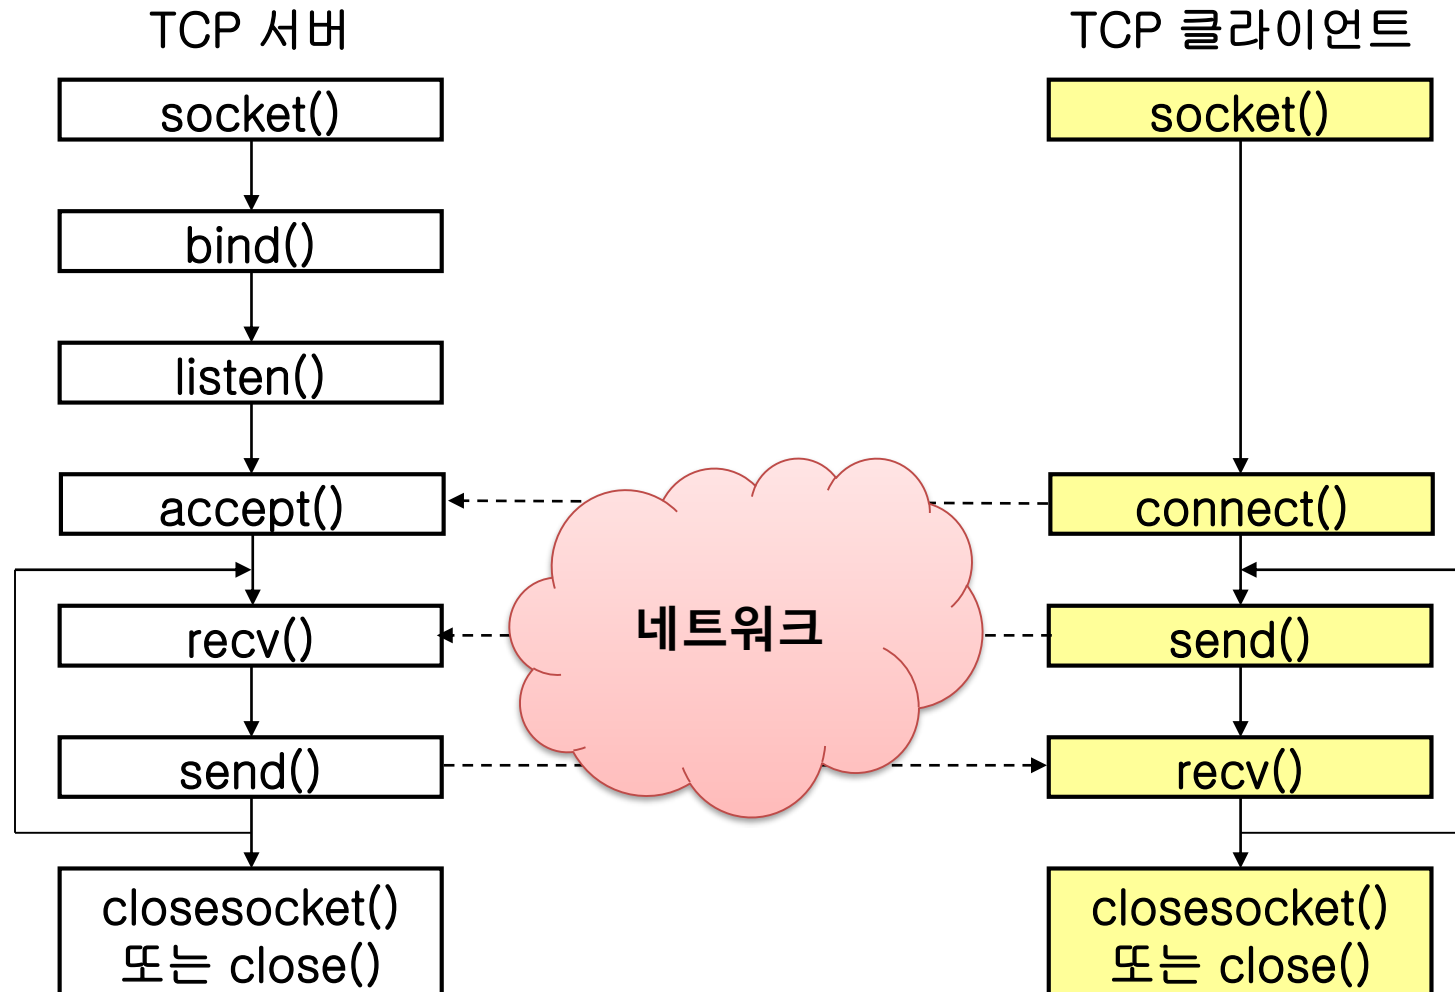 TCP 서버
socket()
bind()
listen()
accept()
recv()
send()
closesocket()
또는 close()
네트워크
TCP 클라이언트
socket()
connect()
send()
recv()
closesocket()
또는 close()